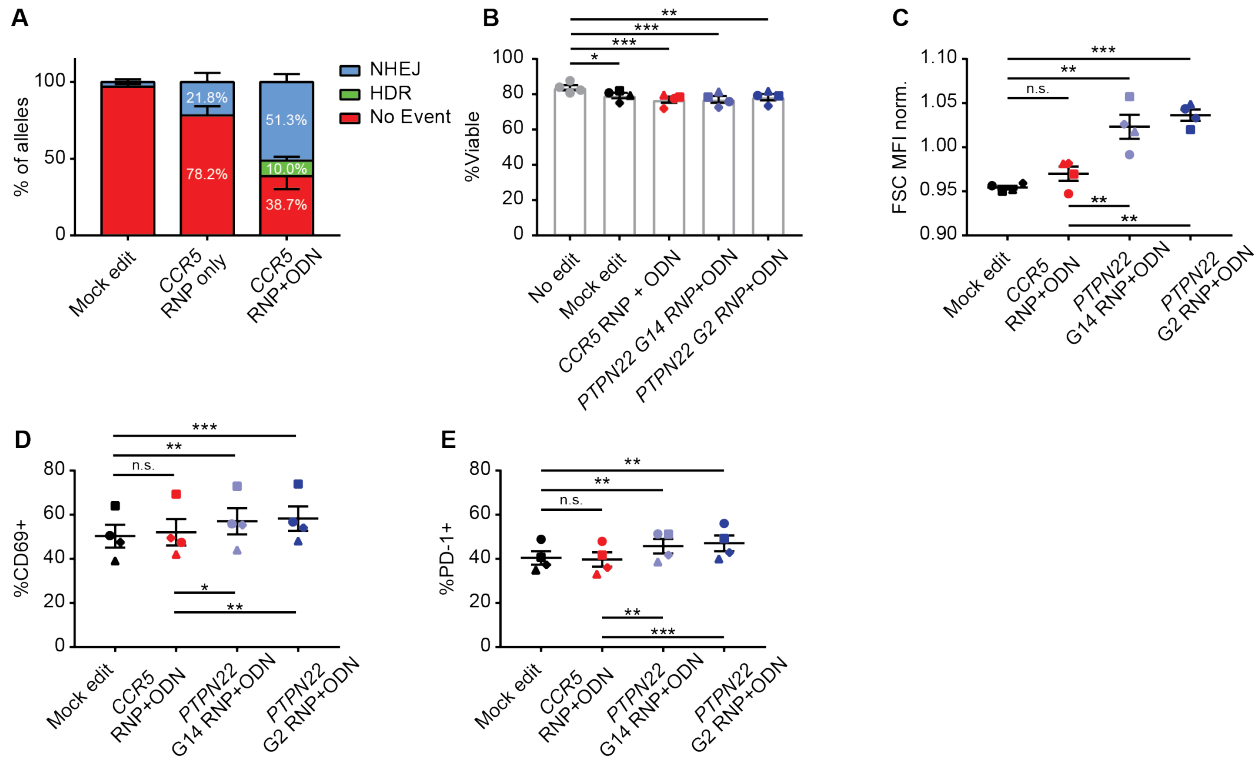 A
% of alleles
100
50
0
21.8%
78.2%
51.3%
10.0%
38.7%
NHEJ
HDR
No Event
Mock edit
CCR5
RNP only
CCR5
RNP+ODN
B
%Viable
100
80
60
40
20
0
**
***
***
*
No edit
Mock edit
CCR5 RNP + ODN
PTPN22 G14 RNP+ODN
PTPN22 G2 RNP+ODN
C
FSC MFI norm.
1.10
1.05
1.00
0.95
0.90
***
**
n.s.
**
**
Mock edit
CCR5
RNP+ODN
PTPN22
G14 RNP+ODN
PTPN22
G2 RNP+ODN
D
%CD69+
80
60
40
20
0
***
**
n.s.
*
**
Mock edit
CCR5
RNP+ODN
PTPN22
G14 RNP+ODN
PTPN22
G2 RNP+ODN
E
%PD-1+
80
60
40
20
0
**
**
n.s.
**
***
Mock edit
CCR5
RNP+ODN
PTPN22
G14 RNP+ODN
PTPN22
G2 RNP+ODN